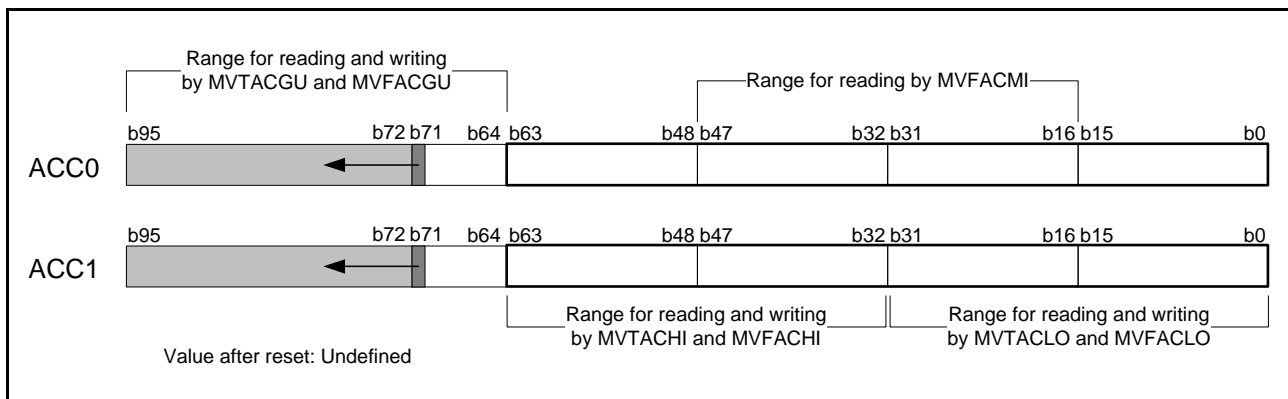 Range for reading and writing
by MVTACGU and MVFACGU
Range for reading by MVFACMI
b95 b72 b71 b64 b63 b48 b47 b32 b31 b16 b15 b0
ACC0
b95 b72 b71 b64 b63 b48 b47 b32 b31 b16 b15 b0
ACC1
Range for reading and writing
by MVTACHI and MVFACHI
Range for reading and writing
by MVTACLO and MVFACLO
Value after reset: Undefined